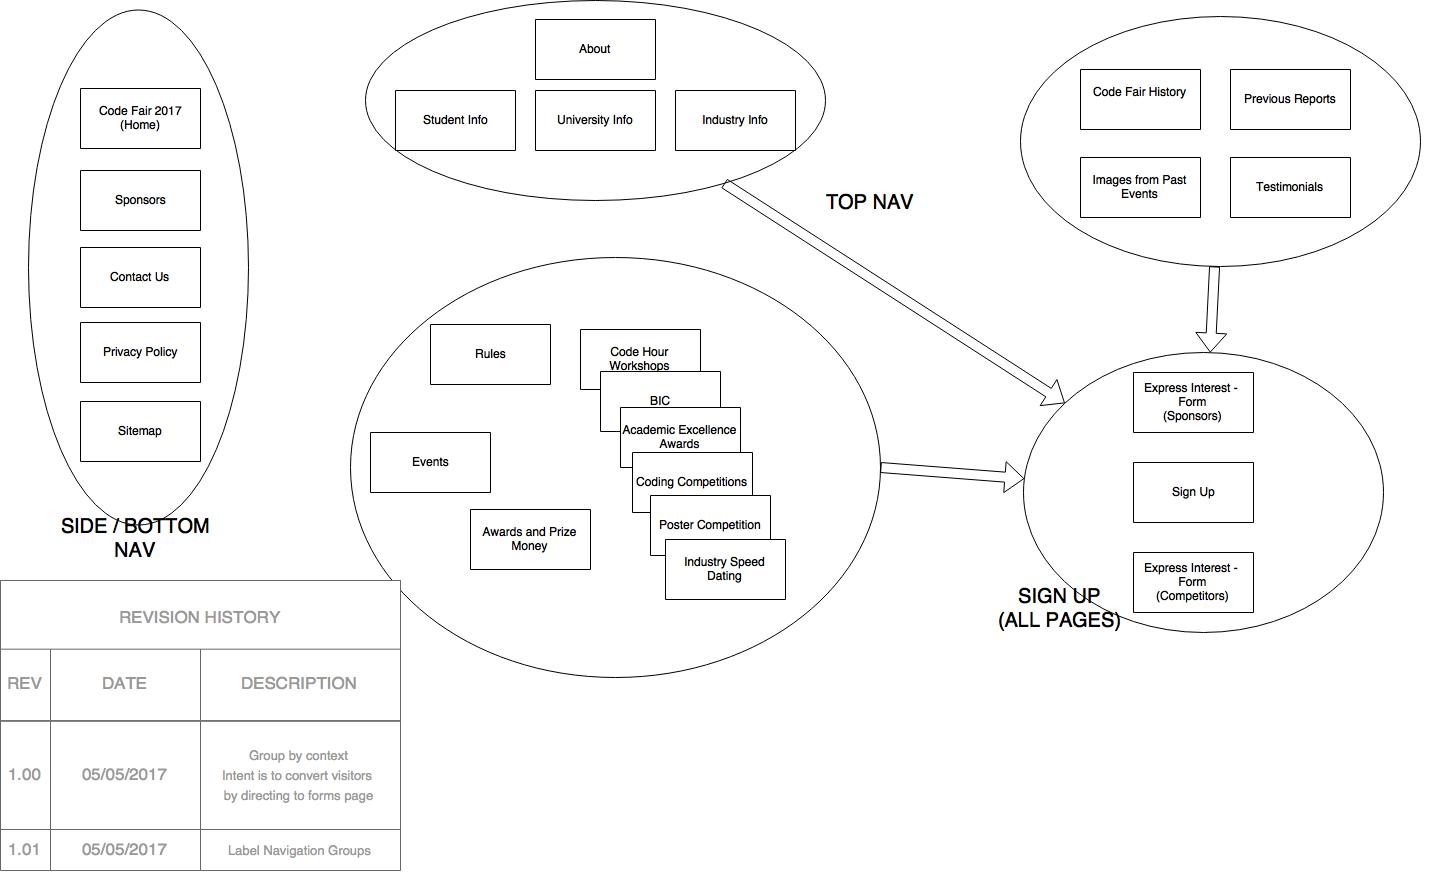 Code Fair 2017
(Home)
Sponsors
Contact Us
Privacy Policy
Sitemap
SIDE / BOTTOM
NAV
About
Student Info
University Info
Industry Info
TOP NAV
Code Fair History
Previous Reports
Images from Past
Events
Testimonials
Rules
Events
Awards and Prize
Money
Code Hour
Workshops
BIC
Academic Excellence
Awards
Coding Competitions
Poster Competition
Industry Speed
Dating
Express Interest -
Form
(Sponsors)
Sign Up
Express Interest -
Form
(Competitors)
SIGN UP
(ALL PAGES)
REVISION HISTORY
REV DATE DESCRIPTION
1.00 05/05/2017 Group by context
Intent is to convert visitors
by directing to forms page
1.01 05/05/2017 Label Navigation Groups